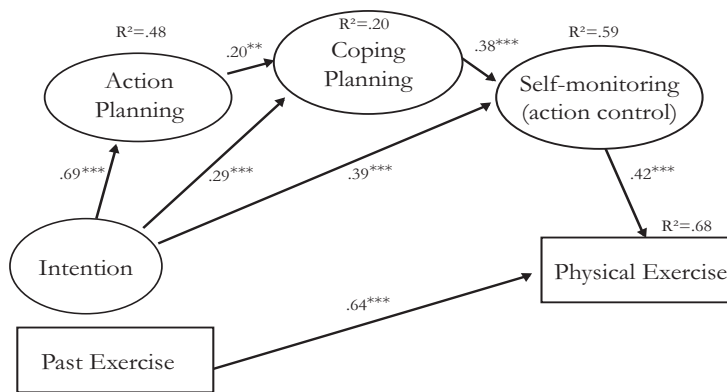 R²=.48
R²=.20
R²=.59
.20**
.38***
Action
Planning
Coping
Planning
Self-monitoring
(action control)
.69***
.29***
.39***
.42***
R²=.68
Intention
Physical Exercise
.64***
Past Exercise